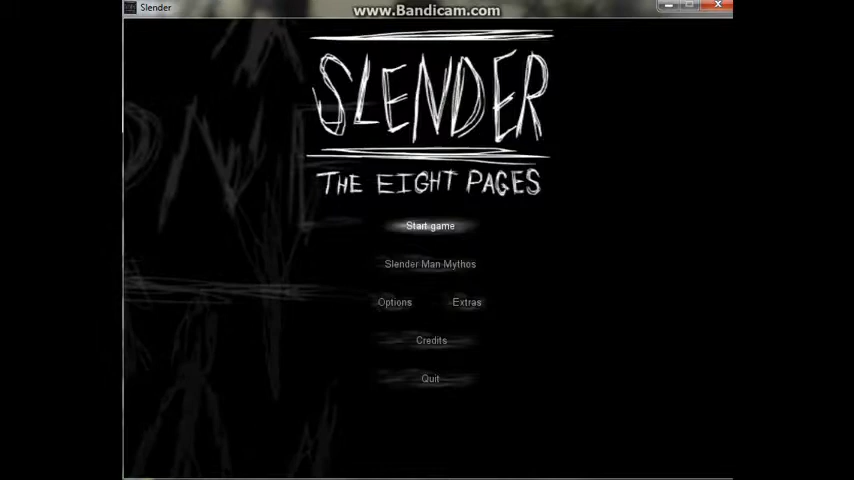 www.Bandicam.com
Slender
SLENDER
THE EIGHT PAGES
Start game
Slender Man Mythos
Options
Extras
Credits
Quit